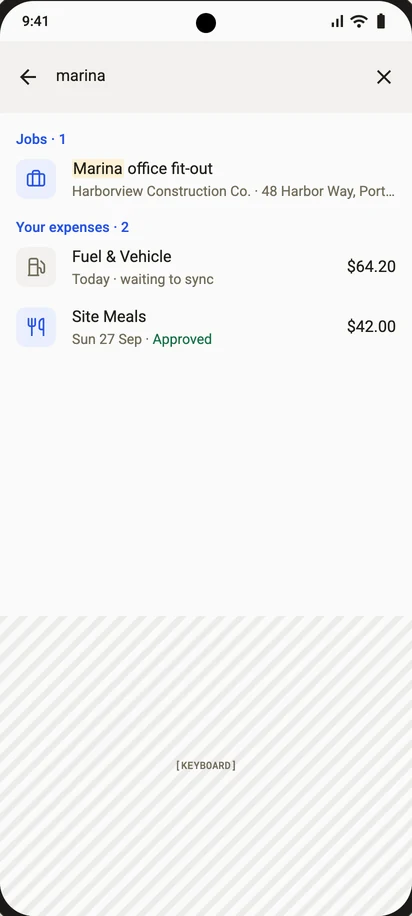 9:41
marina
Jobs · 1
Marina office fit-out
Harborview Construction Co. · 48 Harbor Way, Port…
Your expenses · 2
Fuel & Vehicle
$64.20
Today · waiting to sync
Site Meals
$42.00
Sun 27 Sep · Approved
[KEYBOARD]